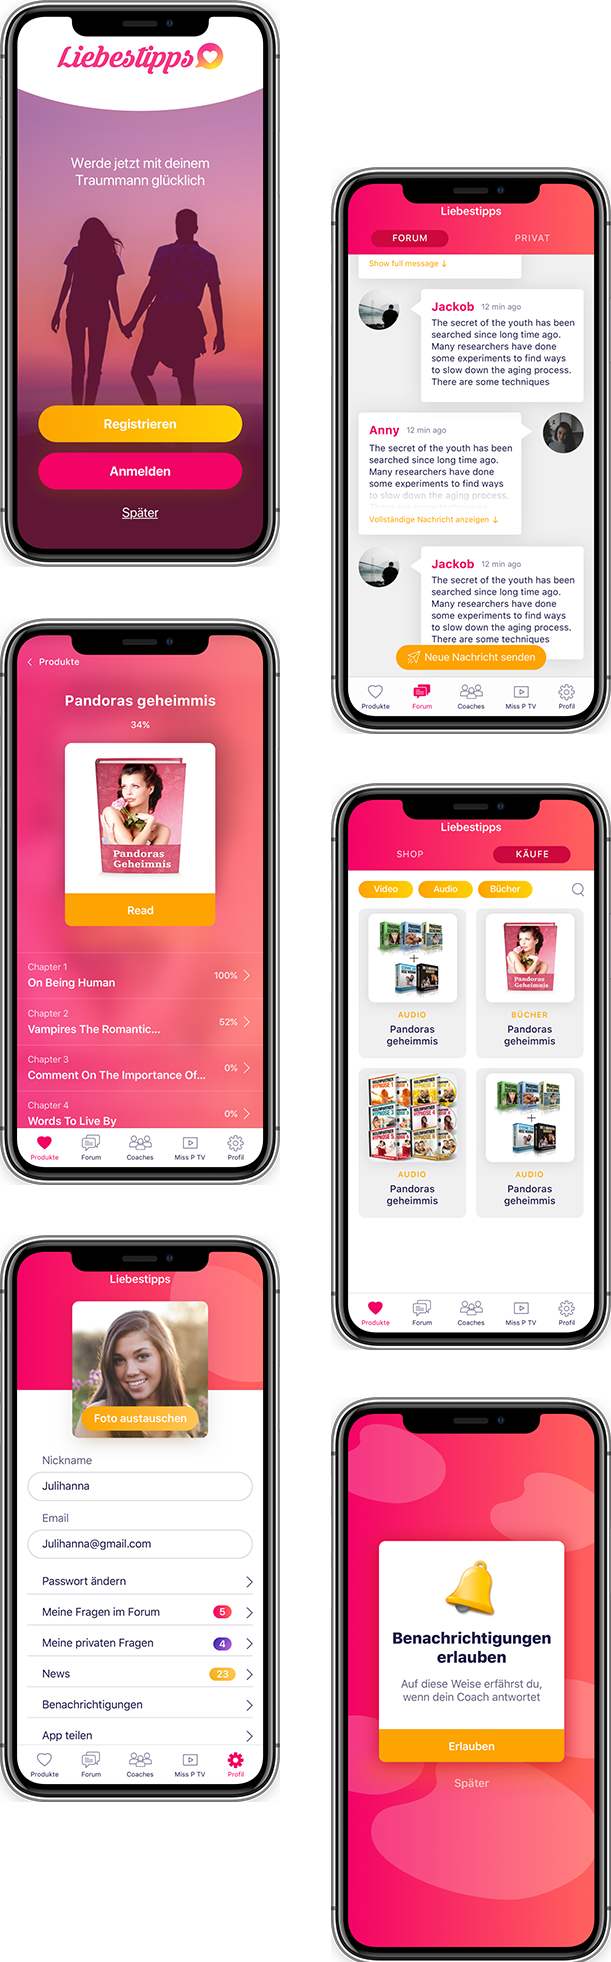 Liebestipps
Werde jetzt mit deinem
Traummann glücklich
Registrieren
Anmelden
Später
Liebestipps
FORUM
PRIVAT
Show full message ↓
Jackob 12 min ago
The secret of the youth has been
searched since long time ago.
Many researchers have done
some experiments to find ways
to slow down the aging process.
There are some techniques
Anny 12 min ago
The secret of the youth has been
searched since long time ago.
Many researchers have done
some experiments to find ways
to slow down the aging process.
There are some techniques
Vollständige Nachricht anzeigen ↓
Jackob 12 min ago
The secret of the youth has been
searched since long time ago.
Many researchers have done
some experiments to find ways
to slow down the aging process.
There are some techniques
Neue Nachricht senden
Produkte
Forum
Coaches
Miss P TV
Profil
Produkte
Pandoras geheimmis
34%
Pandoras
Geheimnis
Read
Chapter 1
On Being Human
100%
Chapter 2
Vampires The Romantic...
52%
Chapter 3
Comment On The Importance Of...
0%
Chapter 4
Words To Live By
0%
Produkte
Forum
Coaches
Miss P TV
Profil
Liebestipps
SHOP
KÄUFE
Video
Audio
Bücher
AUDIO
Pandoras
geheimmis
Pandoras
Geheimnis
BÜCHER
Pandoras
geheimmis
AUDIO
Pandoras
geheimmis
AUDIO
Pandoras
geheimmis
Produkte
Forum
Coaches
Miss P TV
Profil
Liebestipps
Foto austauschen
Nickname
Julihanna
Email
Julihanna@gmail.com
Passwort ändern
Meine Fragen im Forum
5
Meine privaten Fragen
4
News
23
Benachrichtigungen
App teilen
Produkte
Forum
Coaches
Miss P TV
Profil
Benachrichtigungen
erlauben
Auf diese Weise erfährst du,
wenn dein Coach antwortet
Erlauben
Später